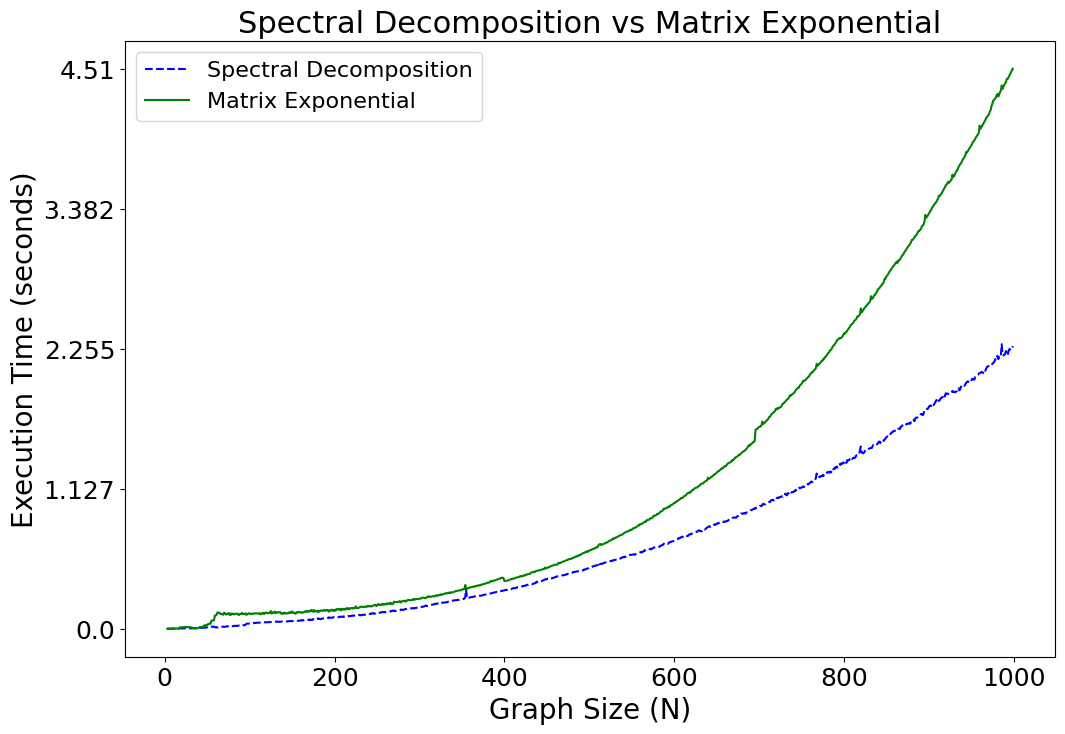 Spectral Decomposition vs Matrix Exponential
Spectral Decomposition
Matrix Exponential
4.51
3.382
2.255
1.127
0.0
Execution Time (seconds)
0 200 400 600 800 1000
Graph Size (N)